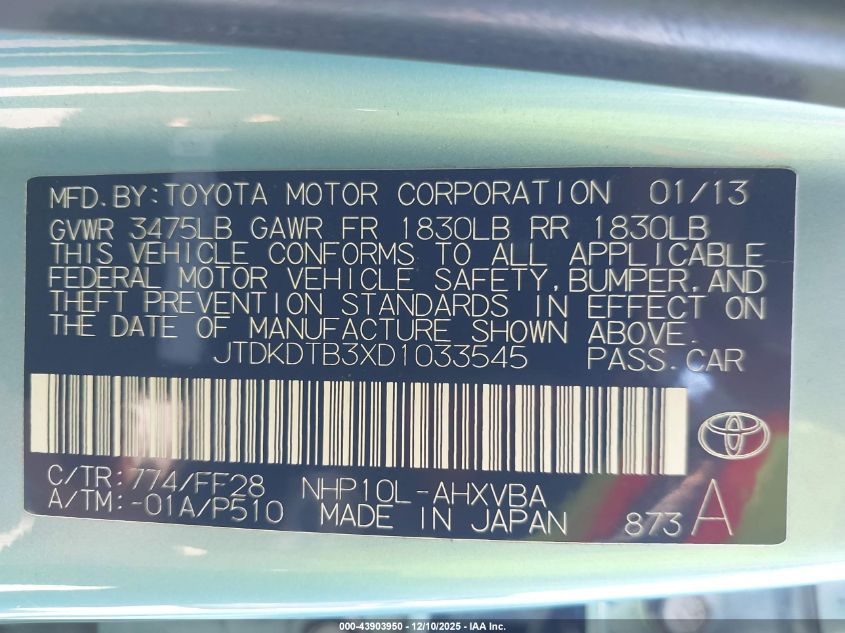 MFD.BY:TOYOTA MOTOR CORPORATION 01/13
GVWR 3475LB GAWR FR 1830LB RR 1830LB
THIS VEHICLE CONFORMS TO ALL APPLICABLE
FEDERAL MOTOR VEHICLE SAFETY,BUMPER,AND
THEFT PREVENTION STANDARDS IN EFFECT ON
THE DATE OF MANUFACTURE SHOWN ABOVE.
JTDKDTB3XD1033545 PASS.CAR
C/TR:774/FF28 NHP10L-AHXVBA
A/TM:-01A/P510 MADE IN JAPAN 873 A
000-43903950 - 12/10/2025 - IAA Inc.